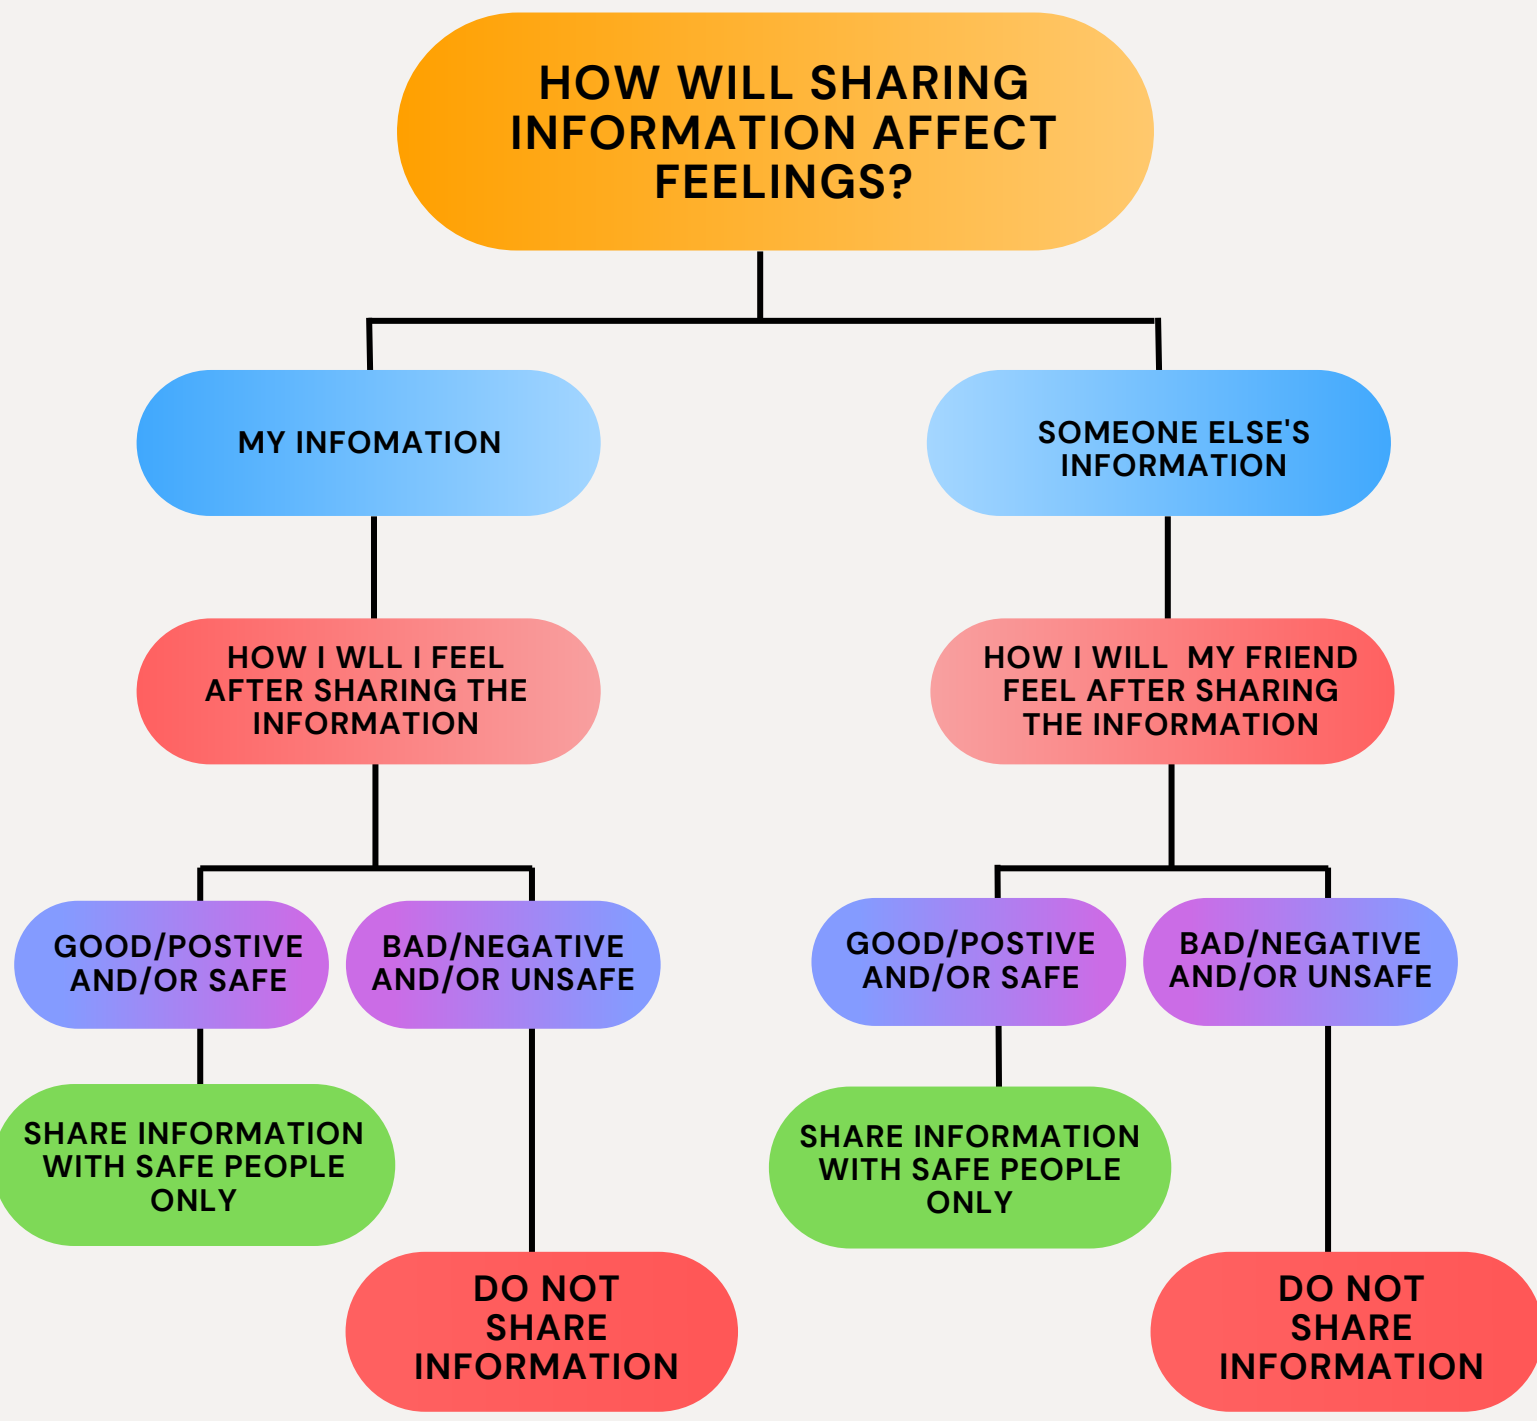 HOW WILL SHARING
INFORMATION AFFECT
FEELINGS?
MY INFOMATION
SOMEONE ELSE'S
INFORMATION
HOW I WLL I FEEL
AFTER SHARING THE
INFORMATION
HOW I WILL  MY FRIEND
FEEL AFTER SHARING
THE INFORMATION
GOOD/POSTIVE
AND/OR SAFE
BAD/NEGATIVE
AND/OR UNSAFE
GOOD/POSTIVE
AND/OR SAFE
BAD/NEGATIVE
AND/OR UNSAFE
SHARE INFORMATION
WITH SAFE PEOPLE
ONLY
SHARE INFORMATION
WITH SAFE PEOPLE
ONLY
DO NOT
SHARE
INFORMATION
DO NOT
SHARE
INFORMATION